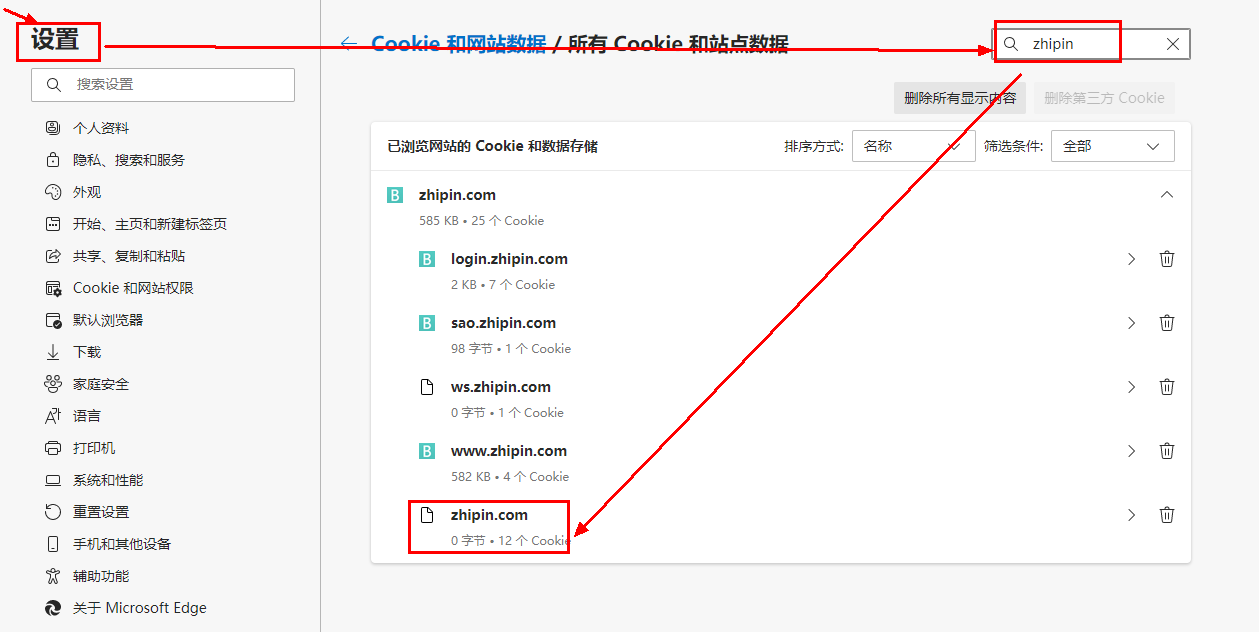 设置
搜索设置
个人资料
隐私、搜索和服务
外观
开始、主页和新建标签页
共享、复制和粘贴
Cookie 和网站权限
默认浏览器
下载
家庭安全
语言
打印机
系统和性能
重置设置
手机和其他设备
辅助功能
关于 Microsoft Edge
Cookie 和网站数据 / 所有 Cookie 和站点数据
zhipin
删除所有显示内容 删除第三方 Cookie
已浏览网站的 Cookie 和数据存储 排序方式: 名称 筛选条件: 全部
B zhipin.com
585 KB • 25 个 Cookie
B login.zhipin.com
2 KB • 7 个 Cookie
B sao.zhipin.com
98 字节 • 1 个 Cookie
ws.zhipin.com
0 字节 • 1 个 Cookie
B www.zhipin.com
582 KB • 4 个 Cookie
zhipin.com
0 字节 • 12 个 Cookie